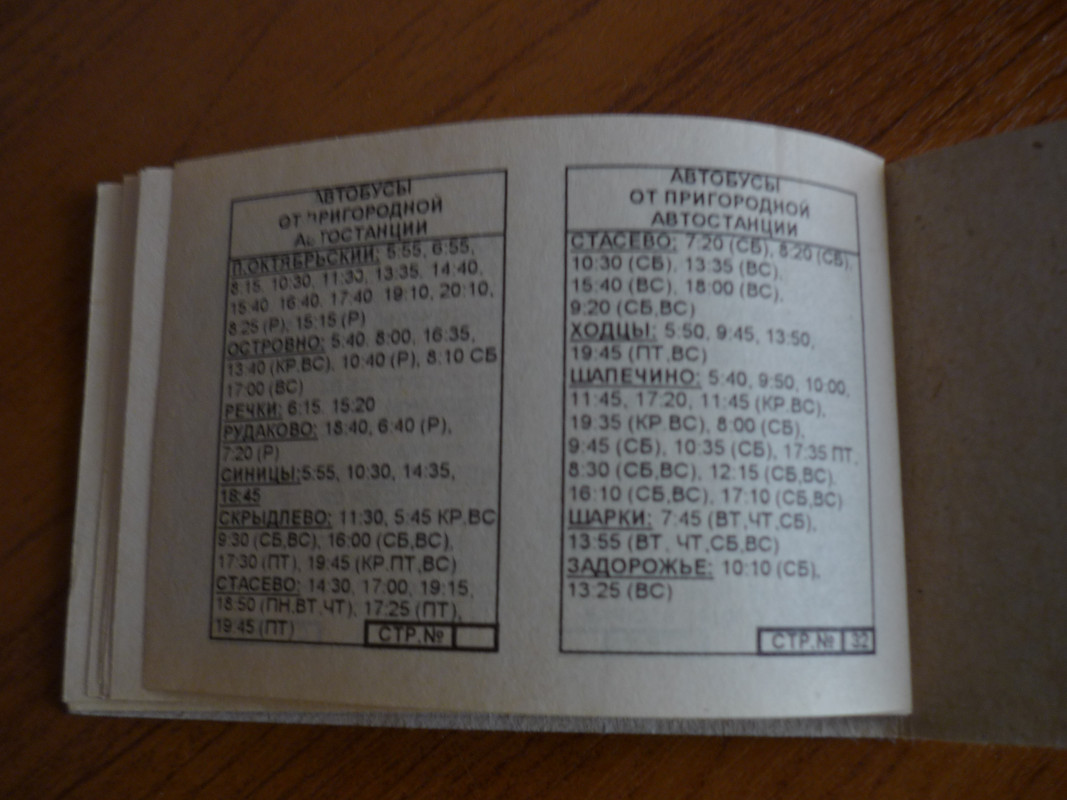 АВТОБУСЫ
ОТ ПРИГОРОДНОЙ
АВТОСТАНЦИИ
П.ОКТЯБРЬСКИЙ: 5:55, 6:55,
8:15, 10:30, 11:30, 13:35, 14:40,
15:40, 16:40, 17:40 19:10, 20:10,
8:25 (Р), 15:15 (Р)
ОСТРОВНО: 5:40, 8:00, 16:35,
13:40 (КР.ВС), 10:40 (Р), 8:10 СБ
17:00 (ВС)
РЕЧКИ: 6:15, 15:20
РУДАКОВО: 18:40, 6:40 (Р),
7:20 (Р)
СИНИЦЫ:5:55, 10:30, 14:35,
18:45
СКРЫДЛЕВО: 11:30, 5:45 КР,ВС
9:30 (СБ,ВС), 16:00 (СБ,ВС),
17:30 (ПТ), 19:45 (КР.ПТ,ВС)
СТАСЕВО: 14:30, 17:00, 19:15,
18:50 (ПН,ВТ,ЧТ), 17:25 (ПТ),
19:45 (ПТ)
СТР.№
АВТОБУСЫ
ОТ ПРИГОРОДНОЙ
АВТОСТАНЦИИ
СТАСЕВО: 7:20 (СБ), 8:20 (СБ),
10:30 (СБ), 13:35 (ВС),
15:40 (ВС), 18:00 (ВС),
9:20 (СБ,ВС)
ХОДЦЫ: 5:50, 9:45, 13:50,
19:45 (ПТ,ВС)
ШАПЕЧИНО: 5:40, 9:50, 10:00,
11:45, 17:20, 11:45 (КР.ВС),
19:35 (КР.ВС), 8:00 (СБ),
9:45 (СБ), 10:35 (СБ), 17:35 ПТ,
8:30 (СБ,ВС), 12:15 (СБ,ВС),
16:10 (СБ,ВС), 17:10 (СБ,ВС)
ШАРКИ: 7:45 (ВТ,ЧТ,СБ),
13:55 (ВТ, ЧТ,СБ,ВС)
ЗАДОРОЖЬЕ: 10:10 (СБ),
13:25 (ВС)
СТР.№ 32